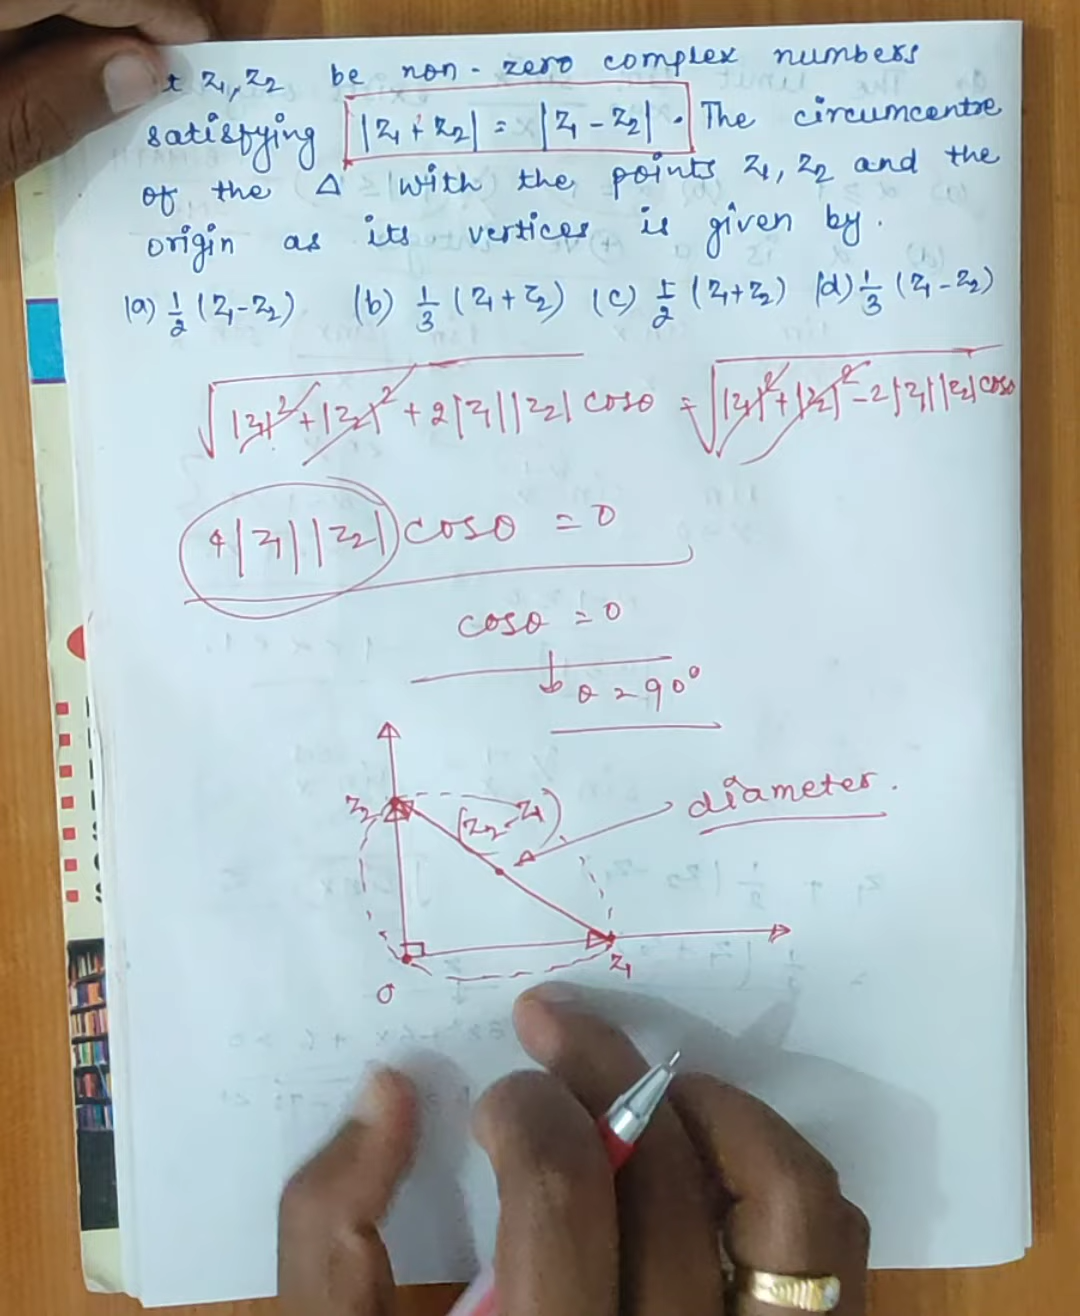 t z₁, z₂ be non-zero complex numbers
satisfying |z₁ + z₂| = |z₁ - z₂|. The circumcentre
of the Δ with the points z₁, z₂ and the
origin as its vertices is given by.
(a) 1/2 (z₁-z₂) (b) 1/3 (z₁+z₂) (c) 1/2 (z₁+z₂) (d) 1/3 (z₁-z₂)
√(|z₁|² + |z₂|² + 2|z₁||z₂| cosθ) = √(|z₁|² + |z₂|² - 2|z₁||z₂| cosθ)
4|z₁||z₂| cosθ = 0
cosθ = 0
θ = 90°
diameter.
z₂ (z₂-z₁)
z₁
O